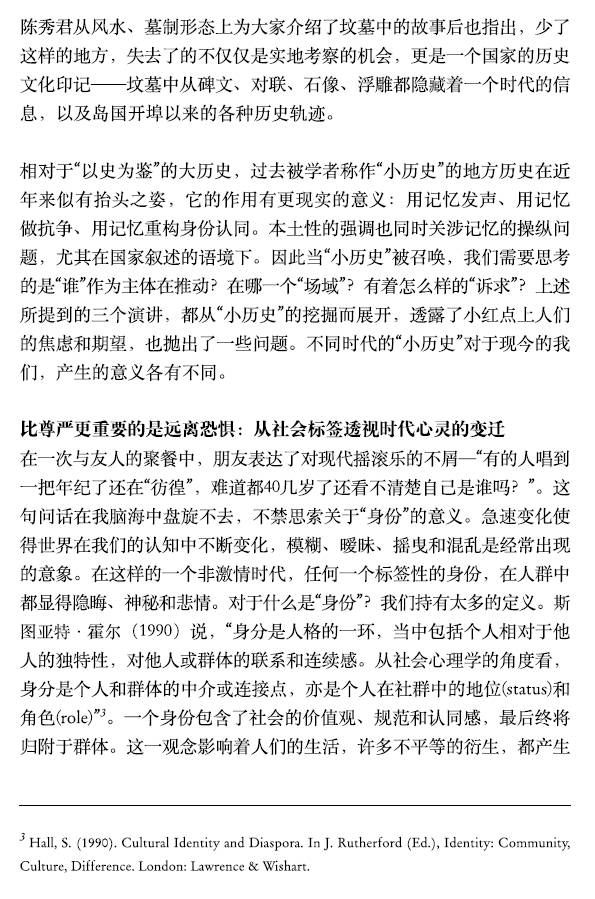 陈秀君从风水、墓制形态上为大家介绍了坟墓中的故事后也指出，少了
这样的地方，失去了的不仅仅是实地考察的机会，更是一个国家的历史
文化印记——坟墓中从碑文、对联、石像、浮雕都隐藏着一个时代的信
息，以及岛国开埠以来的各种历史轨迹。
相对于“以史为鉴”的大历史，过去被学者称作“小历史”的地方历史在近
年来似有抬头之姿，它的作用有更现实的意义：用记忆发声、用记忆
做抗争、用记忆重构身份认同。本土性的强调也同时关涉记忆的操纵问
题，尤其在国家叙述的语境下。因此当“小历史”被召唤，我们需要思考
的是“谁”作为主体在推动？在哪一个“场域”？有着怎么样的“诉求”？上述
所提到的三个演讲，都从“小历史”的挖掘而展开，透露了小红点上人们
的焦虑和期望，也抛出了一些问题。不同时代的“小历史”对于现今的我
们，产生的意义各有不同。
比尊严更重要的是远离恐惧：从社会标签透视时代心灵的变迁
在一次与友人的聚餐中，朋友表达了对现代摇滚乐的不屑—“有的人唱到
一把年纪了还在“彷徨”，难道都40几岁了还看不清楚自己是谁吗？”。这
句问话在我脑海中盘旋不去，不禁思索关于“身份”的意义。急速变化使
得世界在我们的认知中不断变化，模糊、暧昧、摇曳和混乱是经常出现
的意象。在这样的一个非激情时代，任何一个标签性的身份，在人群中
都显得隐晦、神秘和悲情。对于什么是“身份”？我们持有太多的定义。斯
图亚特 · 霍尔（1990）说，“身分是人格的一环，当中包括个人相对于他
人的独特性，对他人或群体的联系和连续感。从社会心理学的角度看，
身分是个人和群体的中介或连接点，亦是个人在社群中的地位(status)和
角色(role)”3。一个身份包含了社会的价值观、规范和认同感，最后终将
归附于群体。这一观念影响着人们的生活，许多不平等的衍生，都产生
3 Hall, S. (1990). Cultural Identity and Diaspora. In J. Rutherford (Ed.), Identity: Community,
Culture, Difference. London: Lawrence & Wishart.